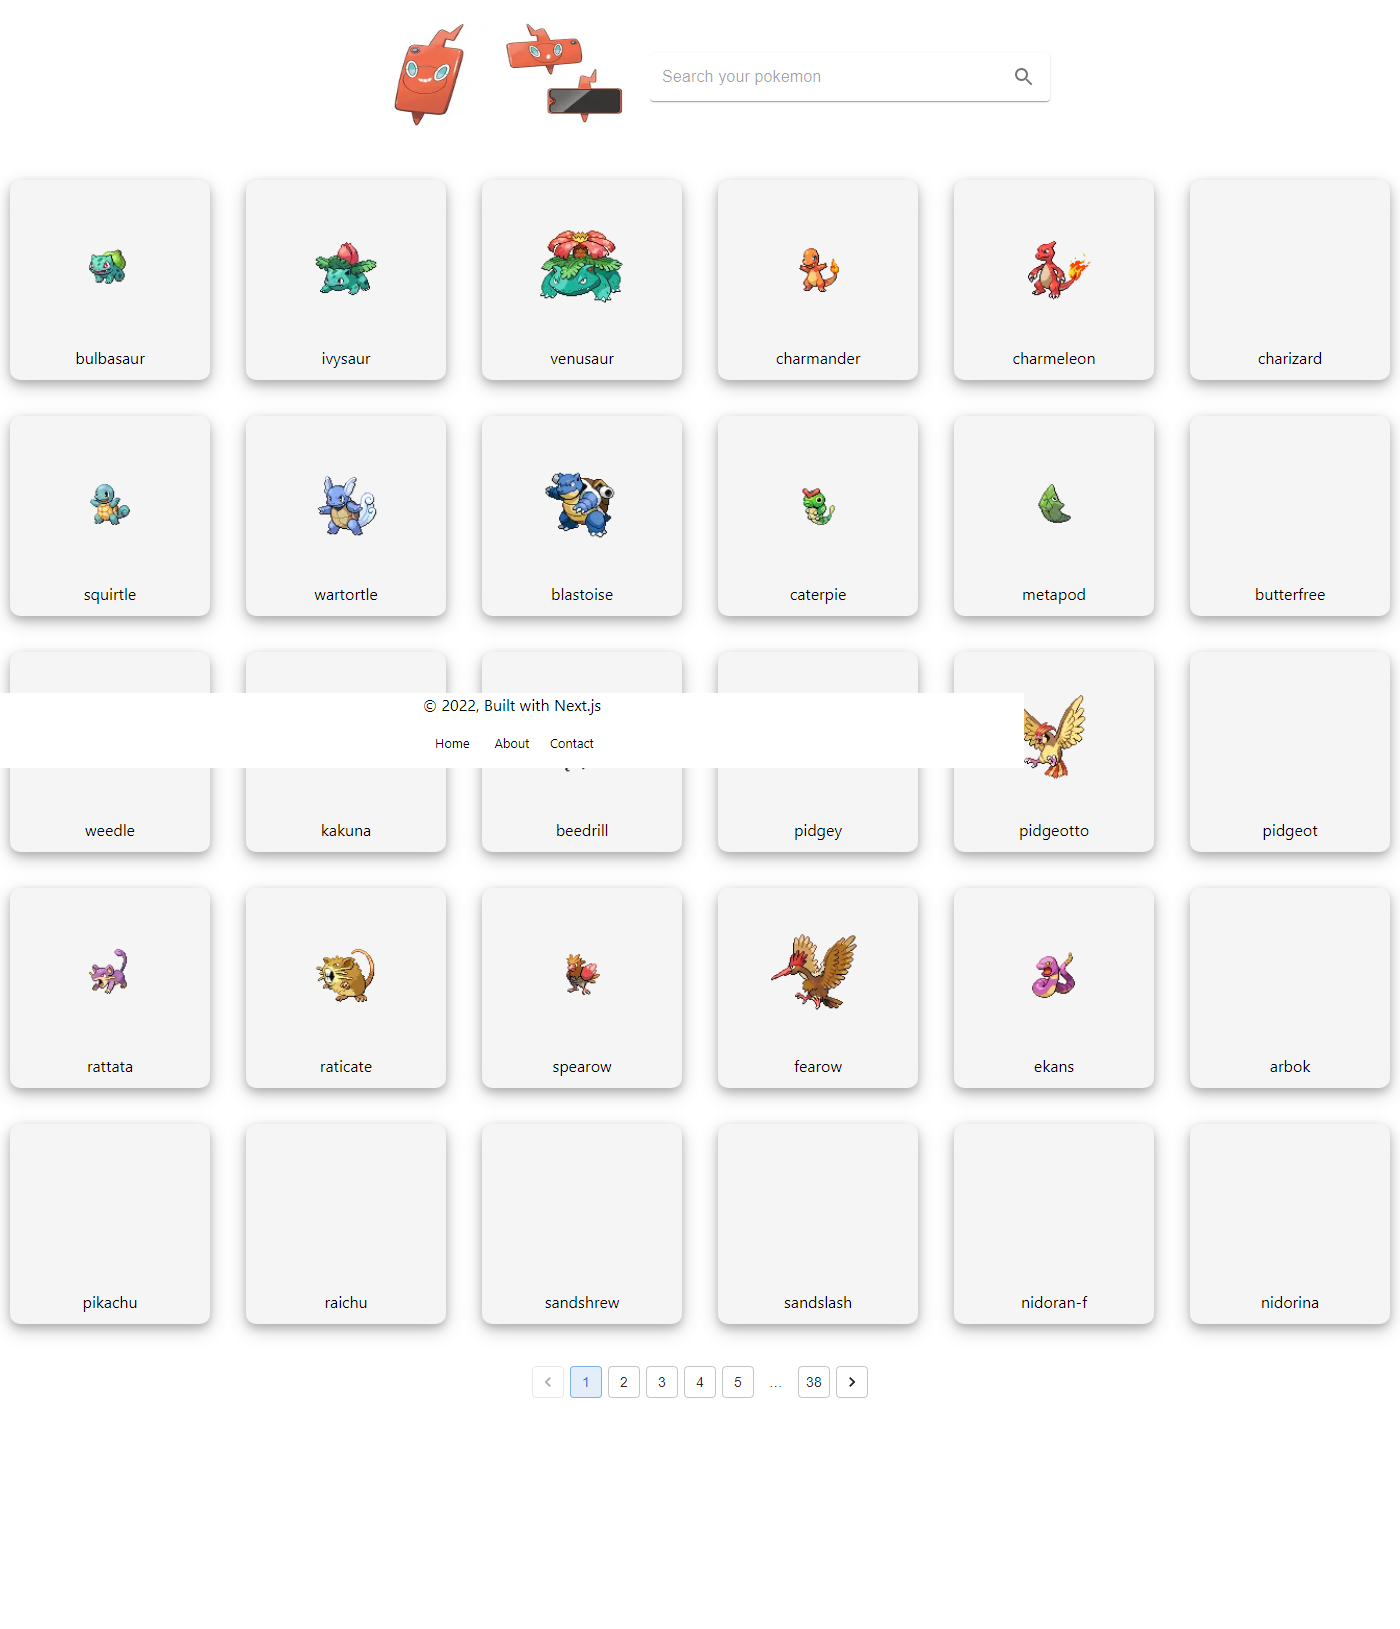 Search your pokemon
bulbasaur
ivysaur
venusaur
charmander
charmeleon
charizard
squirtle
wartortle
blastoise
caterpie
metapod
butterfree
© 2022, Built with Next.js
Home About Contact
weedle
kakuna
beedrill
pidgey
pidgeotto
pidgeot
rattata
raticate
spearow
fearow
ekans
arbok
pikachu
raichu
sandshrew
sandslash
nidoran-f
nidorina
1 2 3 4 5 ... 38